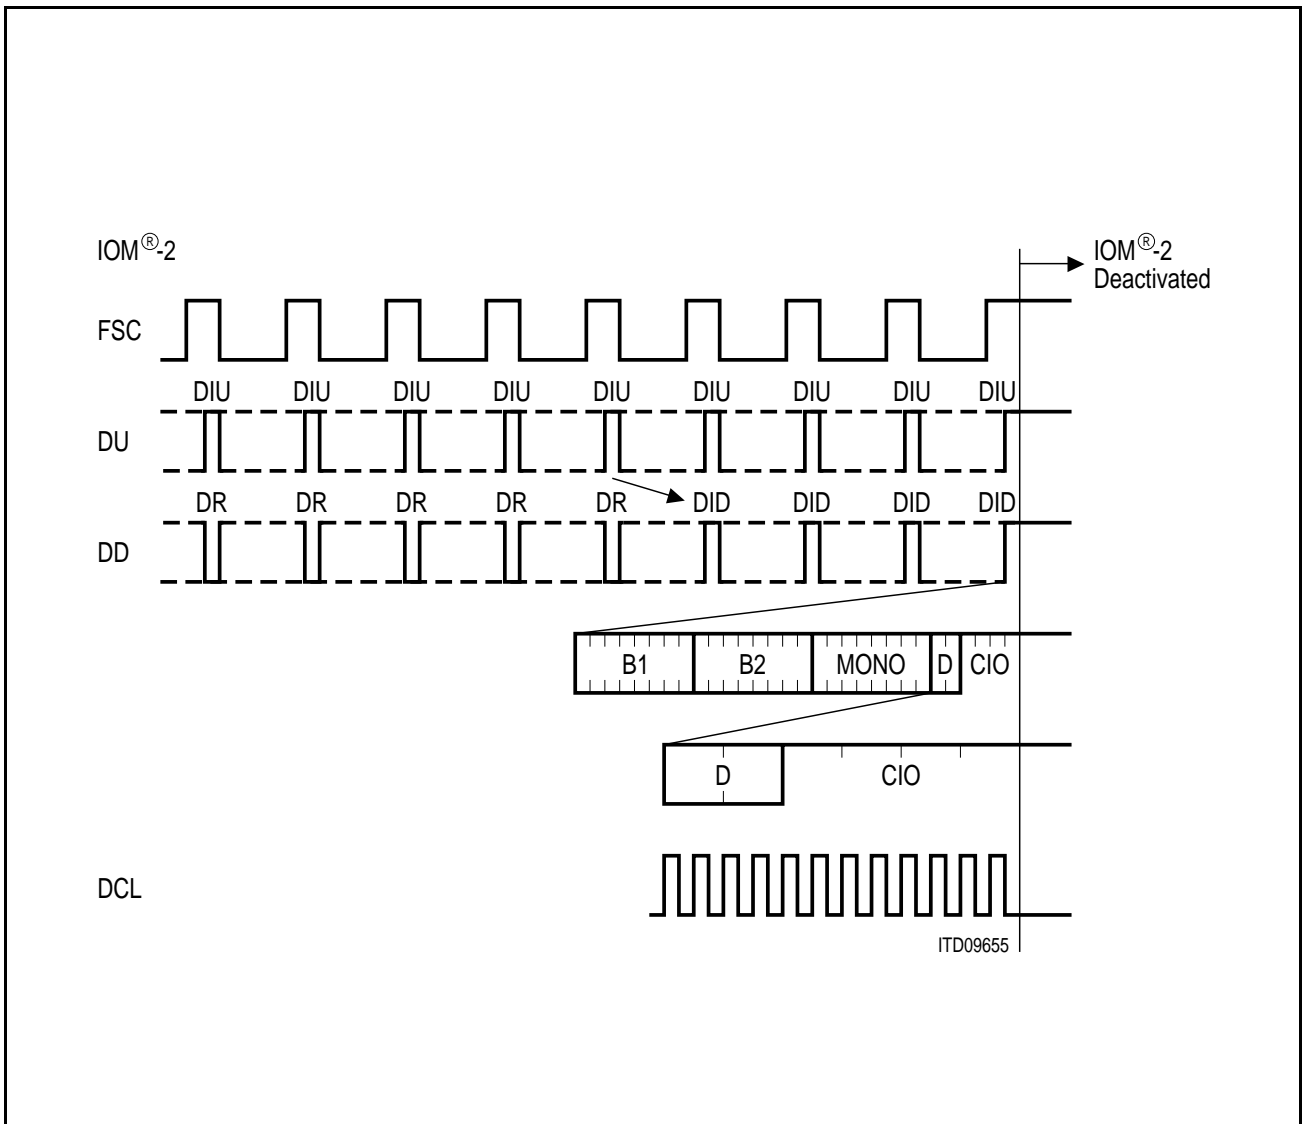 IOM®-2
IOM®-2
Deactivated
FSC
DIU DIU DIU DIU DIU DIU DIU DIU DIU
DU
DR DR DR DR DR DID DID DID DID
DD
B1 B2 MONO D CIO
D CIO
DCL
ITD09655